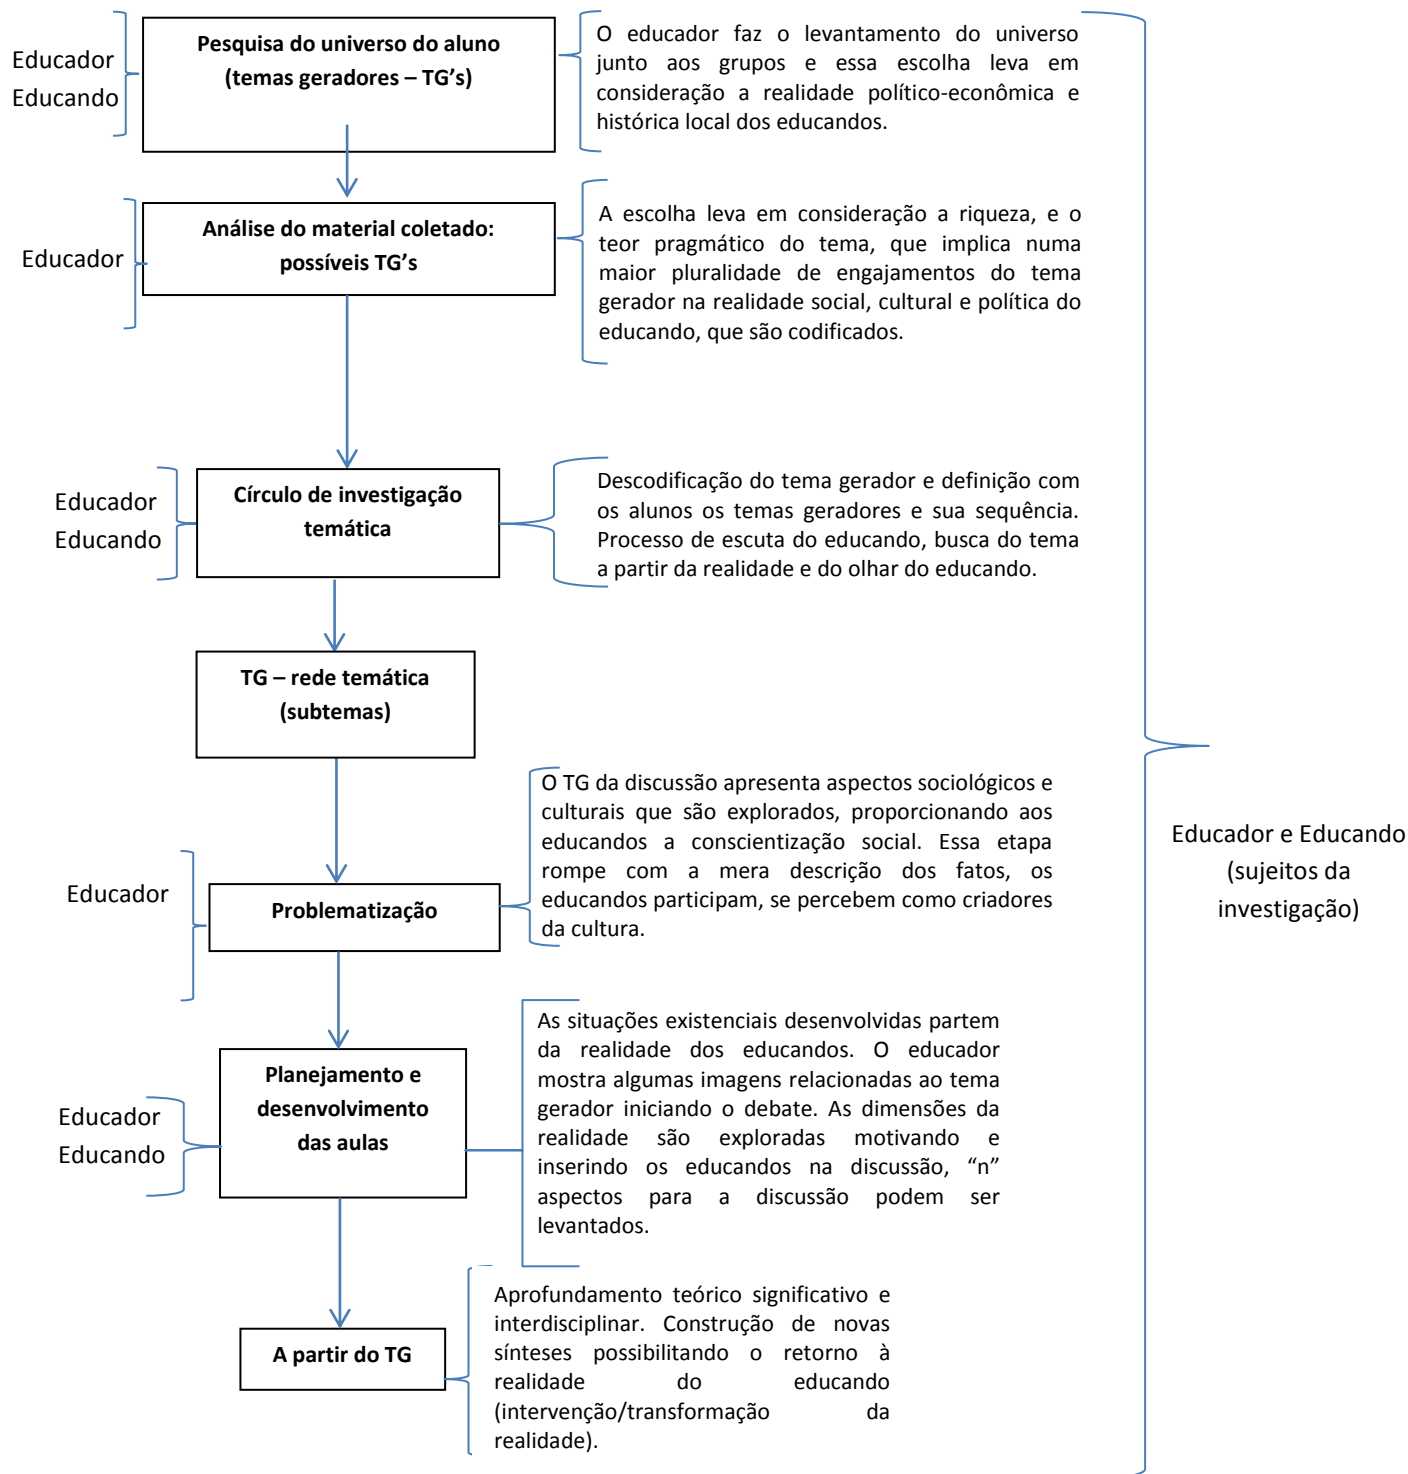 Educador
Educando
Pesquisa do universo do aluno
(temas geradores – TG’s)
O educador faz o levantamento do universo
junto aos grupos e essa escolha leva em
consideração a realidade político-econômica e
histórica local dos educandos.
Educador
Análise do material coletado:
possíveis TG’s
A escolha leva em consideração a riqueza, e o
teor pragmático do tema, que implica numa
maior pluralidade de engajamentos do tema
gerador na realidade social, cultural e política do
educando, que são codificados.
Educador
Educando
Círculo de investigação
temática
Descodificação do tema gerador e definição com
os alunos os temas geradores e sua sequência.
Processo de escuta do educando, busca do tema
a partir da realidade e do olhar do educando.
TG – rede temática
(subtemas)
Educador
Problematização
O TG da discussão apresenta aspectos sociológicos e
culturais que são explorados, proporcionando aos
educandos a conscientização social. Essa etapa
rompe com a mera descrição dos fatos, os
educandos participam, se percebem como criadores
da cultura.
Educador
Educando
Planejamento e
desenvolvimento
das aulas
As situações existenciais desenvolvidas partem
da realidade dos educandos. O educador
mostra algumas imagens relacionadas ao tema
gerador iniciando o debate. As dimensões da
realidade são exploradas motivando e
inserindo os educandos na discussão, “n”
aspectos para a discussão podem ser
levantados.
A partir do TG
Aprofundamento teórico significativo e
interdisciplinar. Construção de novas
sínteses possibilitando o retorno à
realidade do educando
(intervenção/transformação da
realidade).
Educador e Educando
(sujeitos da
investigação)